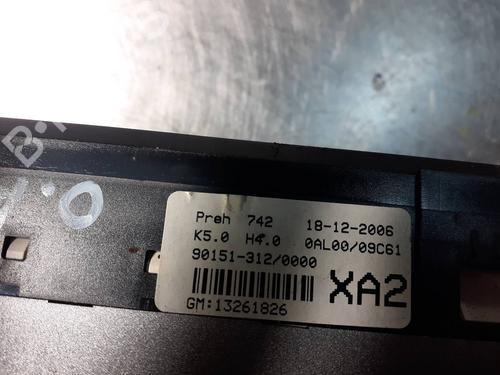 Preh 742 18-12-2006
K5.0 H4.0 0AL00/09C61
90151-312/0000
XA2
GM:13261826